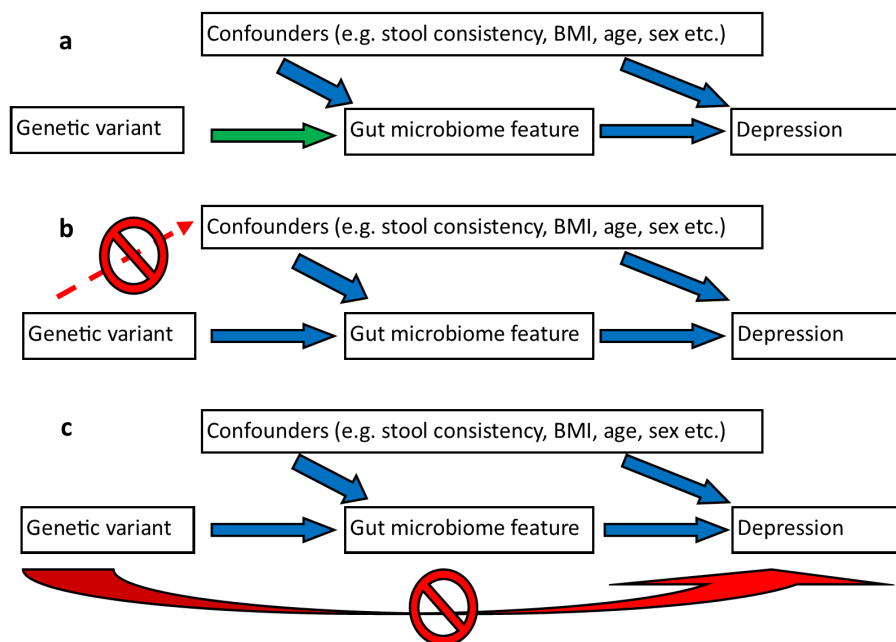 a
Confounders (e.g. stool consistency, BMI, age, sex etc.)
Genetic variant
Gut microbiome feature
Depression
b
Confounders (e.g. stool consistency, BMI, age, sex etc.)
Genetic variant
Gut microbiome feature
Depression
c
Confounders (e.g. stool consistency, BMI, age, sex etc.)
Genetic variant
Gut microbiome feature
Depression